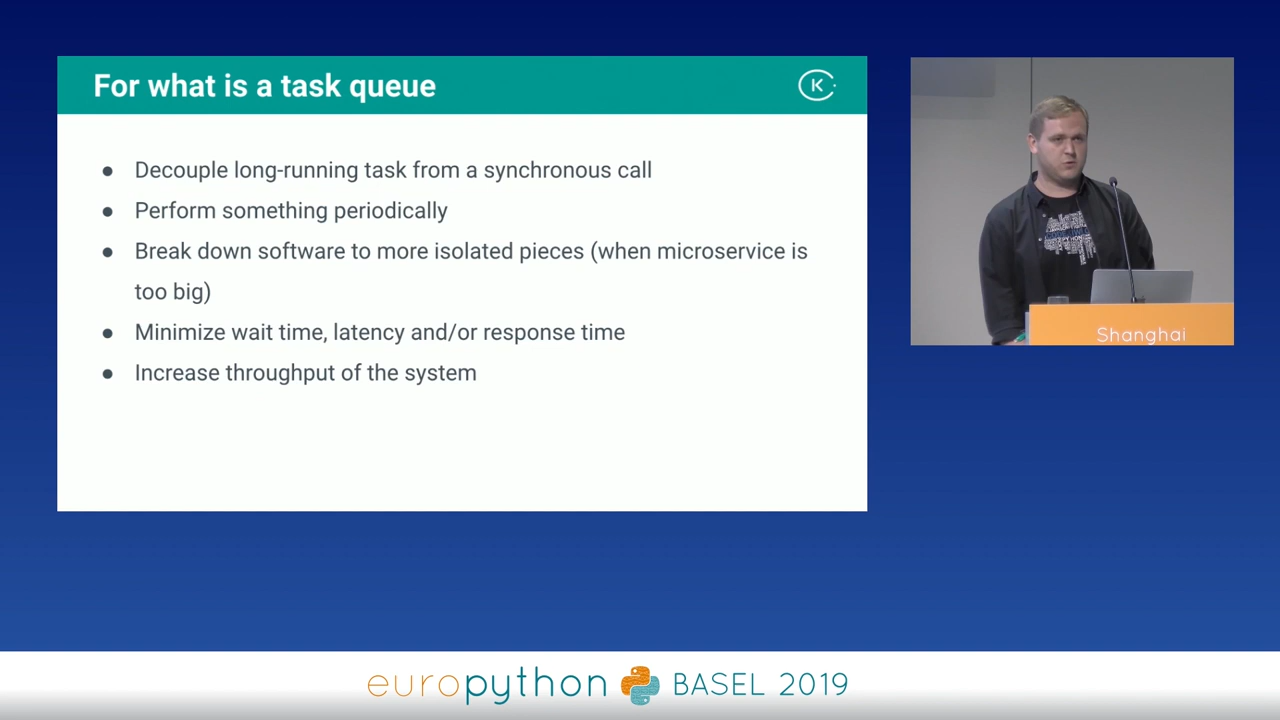 For what is a task queue
K
● Decouple long-running task from a synchronous call
● Perform something periodically
● Break down software to more isolated pieces (when microservice is
too big)
● Minimize wait time, latency and/or response time
● Increase throughput of the system
Shanghai
europython BASEL 2019